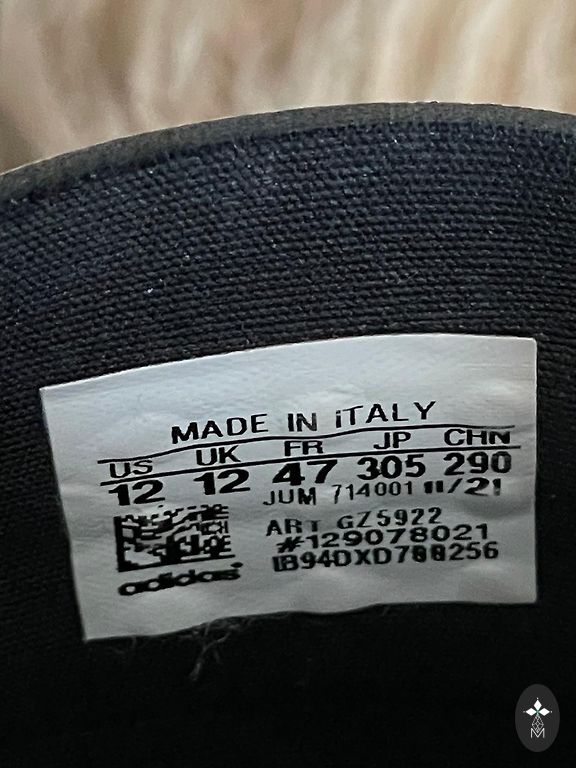 MADE IN iTALY
US UK FR JP CHN
12 12 47 305 290
JUM 714001 11/21
ART GZ5922
#129078021
adidas
M